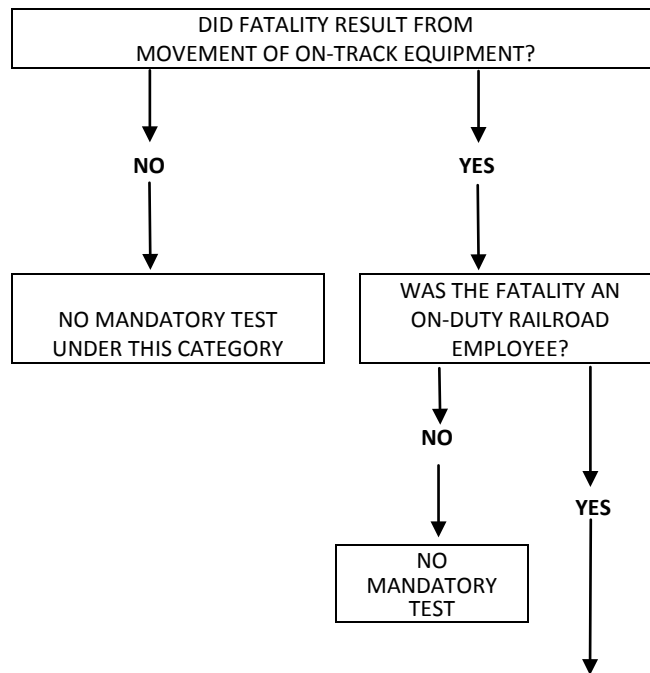 DID FATALITY RESULT FROM
MOVEMENT OF ON-TRACK EQUIPMENT?
NO
YES
NO MANDATORY TEST
UNDER THIS CATEGORY
WAS THE FATALITY AN
ON-DUTY RAILROAD
EMPLOYEE?
NO
YES
NO
MANDATORY
TEST